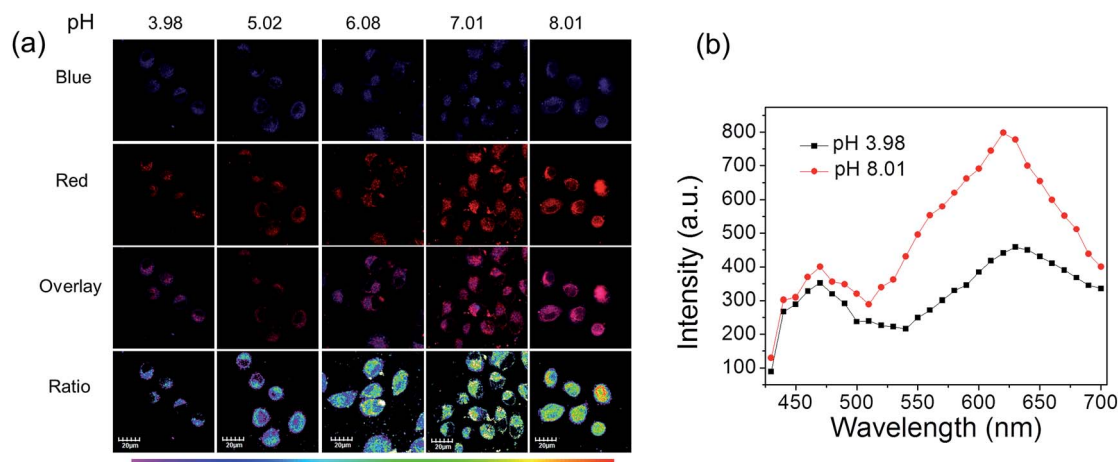 (a)
pH 3.98 5.02 6.08 7.01 8.01
Blue
Red
Overlay
Ratio
20μm 20μm 20μm 20μm 20μm
(b)
pH 3.98
pH 8.01
Intensity (a.u.)
800
700
600
500
400
300
200
100
450 500 550 600 650 700
Wavelength (nm)